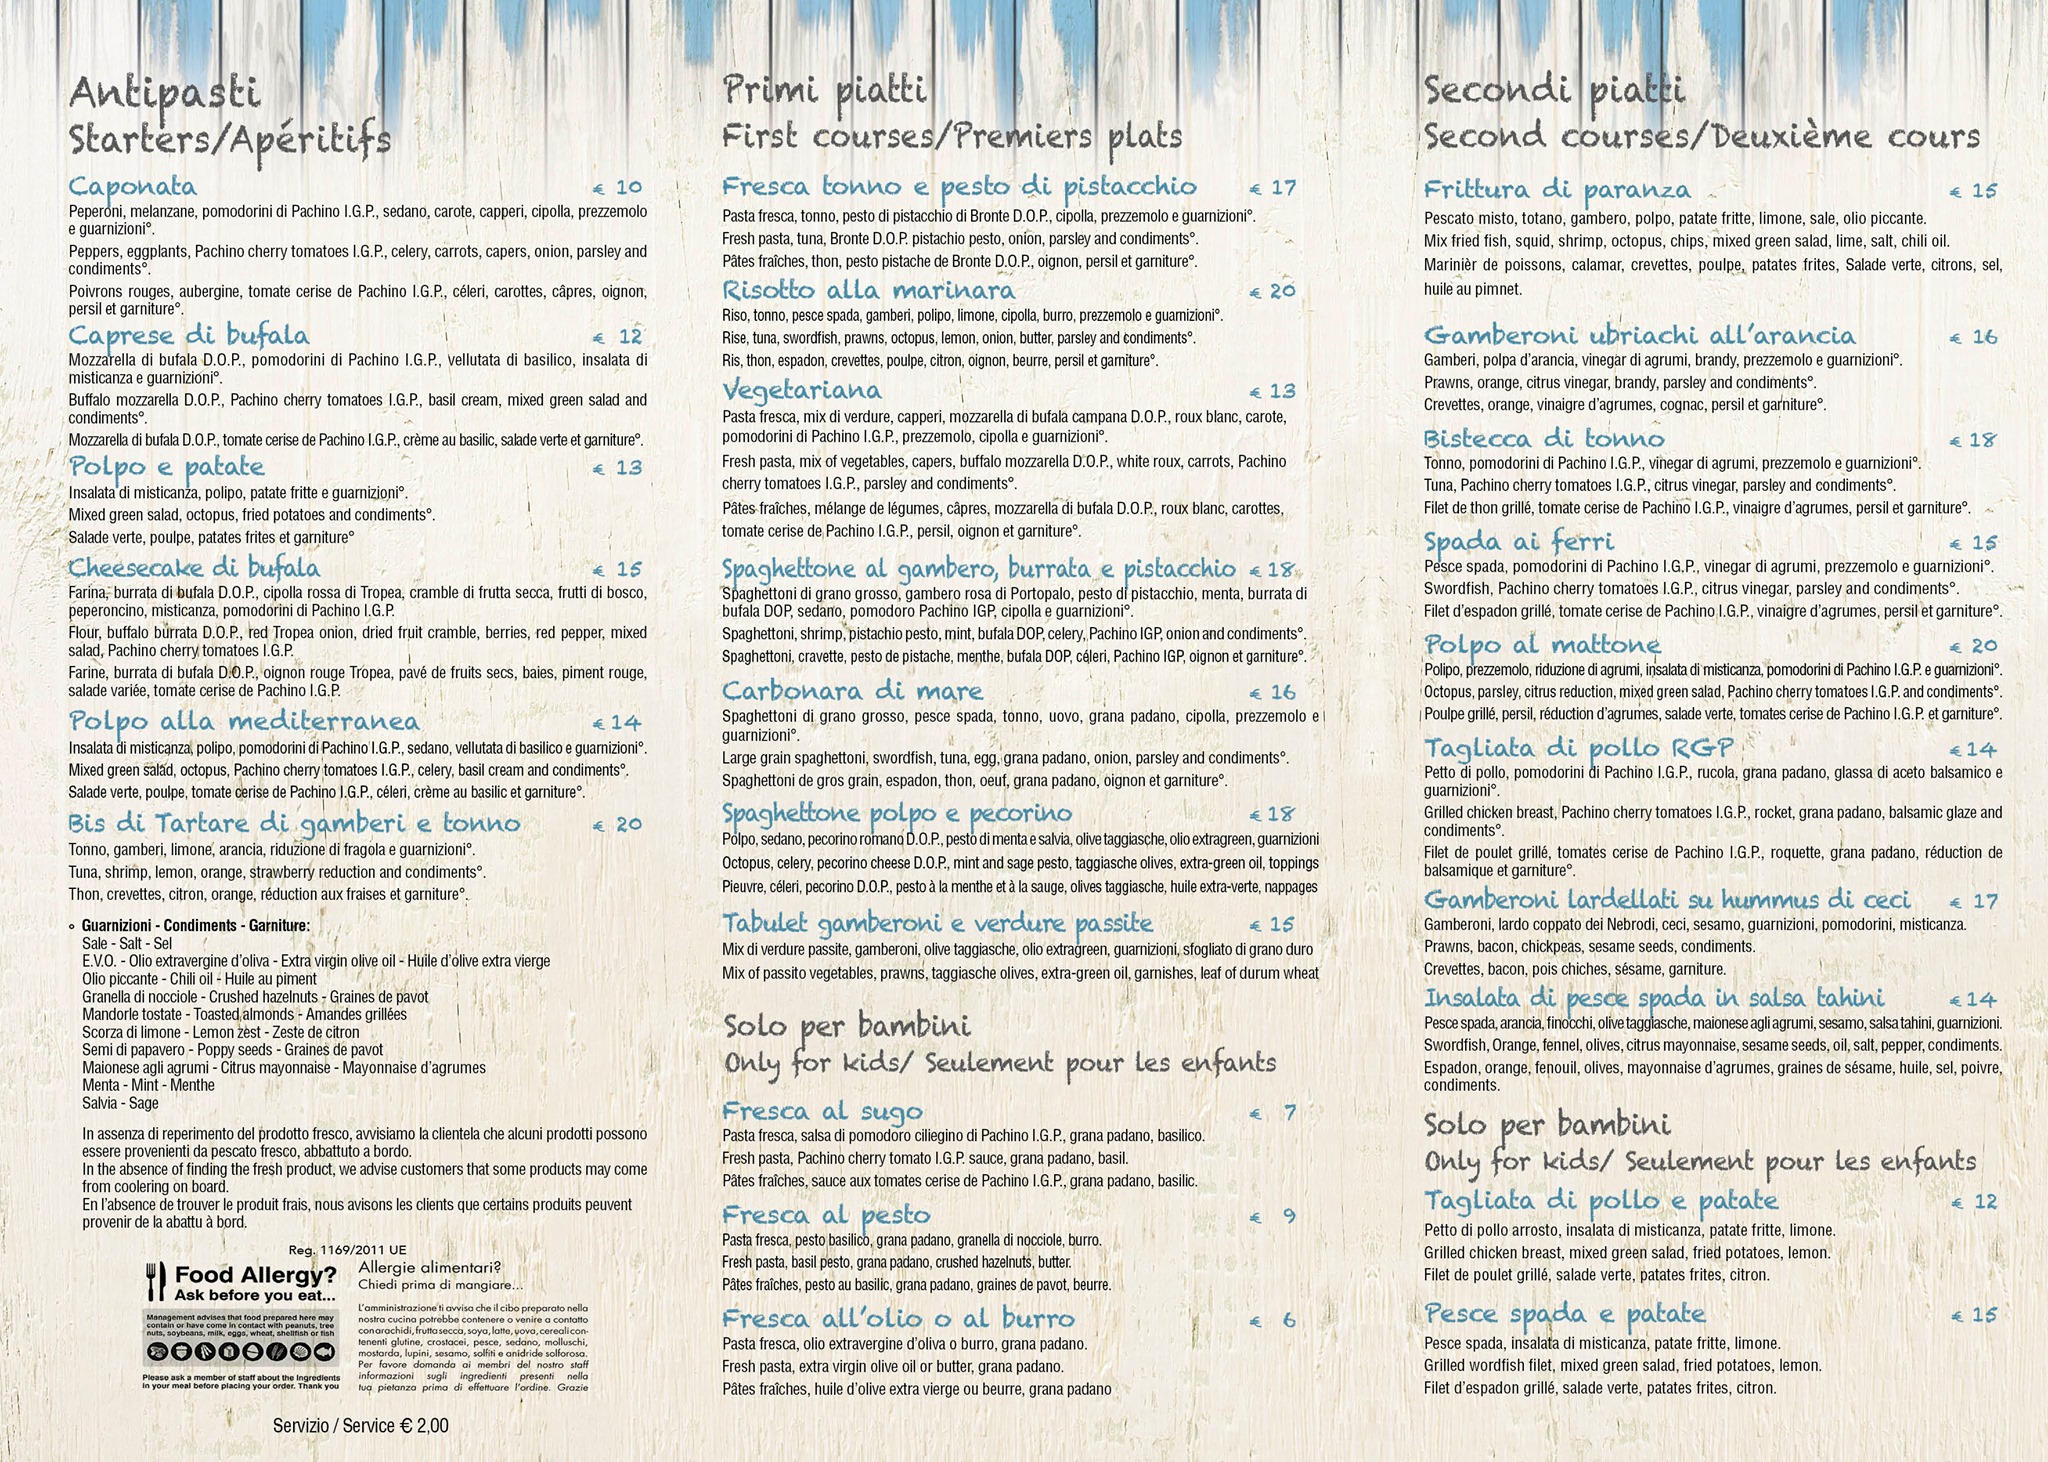 Antipasti
Starters/Apéritifs
Caponata € 10
Peperoni, melanzane, pomodorini di Pachino I.G.P., sedano, carote, capperi, cipolla, prezzemolo
e guarnizioni°.
Peppers, eggplants, Pachino cherry tomatoes I.G.P., celery, carrots, capers, onion, parsley and
condiments°.
Poivrons rouges, aubergine, tomate cerise de Pachino I.G.P., céleri, carottes, câpres, oignon,
persil et garniture°.
Caprese di bufala € 12
Mozzarella di bufala D.O.P., pomodorini di Pachino I.G.P., vellutata di basilico, insalata di
misticanza e guarnizioni°.
Buffalo mozzarella D.O.P., Pachino cherry tomatoes I.G.P., basil cream, mixed green salad and
condiments°.
Mozzarella di bufala D.O.P., tomate cerise de Pachino I.G.P., crème au basilic, salade verte et garniture°.
Polpo e patate € 13
Insalata di misticanza, polipo, patate fritte e guarnizioni°.
Mixed green salad, octopus, fried potatoes and condiments°.
Salade verte, poulpe, patates frites et garniture°
Cheesecake di bufala € 15
Farina, burrata di bufala D.O.P., cipolla rossa di Tropea, cramble di frutta secca, frutti di bosco,
peperoncino, misticanza, pomodorini di Pachino I.G.P.
Flour, buffalo burrata D.O.P., red Tropea onion, dried fruit cramble, berries, red pepper, mixed
salad, Pachino cherry tomatoes I.G.P.
Farine, burrata di bufala D.O.P., oignon rouge Tropea, pavé de fruits secs, baies, piment rouge,
salade variée, tomate cerise de Pachino I.G.P.
Polpo alla mediterranea € 14
Insalata di misticanza, polipo, pomodorini di Pachino I.G.P., sedano, vellutata di basilico e guarnizioni°.
Mixed green salad, octopus, Pachino cherry tomatoes I.G.P., celery, basil cream and condiments°.
Salade verte, poulpe, tomate cerise de Pachino I.G.P., céleri, crème au basilic et garniture°.
Bis di Tartare di gamberi e tonno € 20
Tonno, gamberi, limone, arancia, riduzione di fragola e guarnizioni°.
Tuna, shrimp, lemon, orange, strawberry reduction and condiments°.
Thon, crevettes, citron, orange, réduction aux fraises et garniture°.
° Guarnizioni - Condiments - Garniture:
Sale - Salt - Sel
E.V.O. - Olio extravergine d'oliva - Extra virgin olive oil - Huile d'olive extra vierge
Olio piccante - Chili oil - Huile au piment
Granella di nocciole - Crushed hazelnuts - Graines de pavot
Mandorle tostate - Toasted almonds - Amandes grillées
Scorza di limone - Lemon zest - Zeste de citron
Semi di papavero - Poppy seeds - Graines de pavot
Maionese agli agrumi - Citrus mayonnaise - Mayonnaise d'agrumes
Menta - Mint - Menthe
Salvia - Sage
In assenza di reperimento del prodotto fresco, avvisiamo la clientela che alcuni prodotti possono
essere provenienti da pescato fresco, abbattuto a bordo.
In the absence of finding the fresh product, we advise customers that some products may come
from coolering on board.
En l'absence de trouver le produit frais, nous avisons les clients que certains produits peuvent
provenir de la abattu à bord.
Reg. 1169/2011 UE
Food Allergy?
Ask before you eat...
Management advises that food prepared here may
contain or have come in contact with peanuts, tree
nuts, soybeans, milk, eggs, wheat, shellfish or fish
Please ask a member of staff about the ingredients
in your meal before placing your order. Thank you
Allergie alimentari?
Chiedi prima di mangiare...
L'amministrazione ti avvisa che il cibo preparato nella
nostra cucina potrebbe contenere o venire a contatto
con arachidi, frutta secca, soya, latte, uova, cereali con-
tenenti glutine, crostacei, pesce, sedano, molluschi,
mostarda, lupini, sesamo, solfiti e anidride solforosa.
Per favore domanda ai membri del nostro staff
informazioni sugli ingredienti presenti nella
tua pietanza prima di effettuare l'ordine. Grazie
Servizio / Service € 2,00
Primi piatti
First courses/Premiers plats
Fresca tonno e pesto di pistacchio € 17
Pasta fresca, tonno, pesto di pistacchio di Bronte D.O.P., cipolla, prezzemolo e guarnizioni°.
Fresh pasta, tuna, Bronte D.O.P. pistachio pesto, onion, parsley and condiments°.
Pâtes fraîches, thon, pesto pistache de Bronte D.O.P., oignon, persil et garniture°.
Risotto alla marinara € 20
Riso, tonno, pesce spada, gamberi, polipo, limone, cipolla, burro, prezzemolo e guarnizioni°.
Rise, tuna, swordfish, prawns, octopus, lemon, onion, butter, parsley and condiments°.
Ris, thon, espadon, crevettes, poulpe, citron, oignon, beurre, persil et garniture°.
Vegetariana € 13
Pasta fresca, mix di verdure, capperi, mozzarella di bufala campana D.O.P., roux blanc, carote,
pomodorini di Pachino I.G.P., prezzemolo, cipolla e guarnizioni°.
Fresh pasta, mix of vegetables, capers, buffalo mozzarella D.O.P., white roux, carrots, Pachino
cherry tomatoes I.G.P., parsley and condiments°.
Pâtes fraîches, mélange de légumes, câpres, mozzarella di bufala D.O.P., roux blanc, carottes,
tomate cerise de Pachino I.G.P., persil, oignon et garniture°.
Spaghettone al gambero, burrata e pistacchio € 18
Spaghettoni di grano grosso, gambero rosa di Portopalo, pesto di pistacchio, menta, burrata di
bufala DOP, sedano, pomodoro Pachino IGP, cipolla e guarnizioni°.
Spaghettoni, shrimp, pistachio pesto, mint, bufala DOP, celery, Pachino IGP, onion and condiments°.
Spaghettoni, cravette, pesto de pistache, menthe, bufala DOP, céleri, Pachino IGP, oignon et garniture°.
Carbonara di mare € 16
Spaghettoni di grano grosso, pesce spada, tonno, uovo, grana padano, cipolla, prezzemolo e
guarnizioni°.
Large grain spaghettoni, swordfish, tuna, egg, grana padano, onion, parsley and condiments°.
Spaghettoni de gros grain, espadon, thon, oeuf, grana padano, oignon et garniture°.
Spaghettone polpo e pecorino € 18
Polpo, sedano, pecorino romano D.O.P., pesto di menta e salvia, olive taggiasche, olio extragreen, guarnizioni
Octopus, celery, pecorino cheese D.O.P., mint and sage pesto, taggiasche olives, extra-green oil, toppings
Pieuvre, céleri, pecorino D.O.P., pesto à la menthe et à la sauge, olives taggiasche, huile extra-verte, nappages
Tabulet gamberoni e verdure passite € 15
Mix di verdure passite, gamberoni, olive taggiasche, olio extragreen, guarnizioni, sfogliato di grano duro
Mix of passito vegetables, prawns, taggiasche olives, extra-green oil, garnishes, leaf of durum wheat
Solo per bambini
Only for kids/ Seulement pour les enfants
Fresca al sugo € 7
Pasta fresca, salsa di pomodoro ciliegino di Pachino I.G.P., grana padano, basilico.
Fresh pasta, Pachino cherry tomato I.G.P. sauce, grana padano, basil.
Pâtes fraîches, sauce aux tomates cerise de Pachino I.G.P., grana padano, basilic.
Fresca al pesto € 9
Pasta fresca, pesto basilico, grana padano, granella di nocciole, burro.
Fresh pasta, basil pesto, grana padano, crushed hazelnuts, butter.
Pâtes fraîches, pesto au basilic, grana padano, graines de pavot, beurre.
Fresca all'olio o al burro € 6
Pasta fresca, olio extravergine d'oliva o burro, grana padano.
Fresh pasta, extra virgin olive oil or butter, grana padano.
Pâtes fraîches, huile d'olive extra vierge ou beurre, grana padano
Secondi piatti
Second courses/Deuxième cours
Frittura di paranza € 15
Pescato misto, totano, gambero, polpo, patate fritte, limone, sale, olio piccante.
Mix fried fish, squid, shrimp, octopus, chips, mixed green salad, lime, salt, chili oil.
Marinièr de poissons, calamar, crevettes, poulpe, patates frites, Salade verte, citrons, sel,
huile au pimnet.
Gamberoni ubriachi all'arancia € 16
Gamberi, polpa d'arancia, vinegar di agrumi, brandy, prezzemolo e guarnizioni°.
Prawns, orange, citrus vinegar, brandy, parsley and condiments°.
Crevettes, orange, vinaigre d'agrumes, cognac, persil et garniture°.
Bistecca di tonno € 18
Tonno, pomodorini di Pachino I.G.P., vinegar di agrumi, prezzemolo e guarnizioni°.
Tuna, Pachino cherry tomatoes I.G.P., citrus vinegar, parsley and condiments°.
Filet de thon grillé, tomate cerise de Pachino I.G.P., vinaigre d'agrumes, persil et garniture°.
Spada ai ferri € 15
Pesce spada, pomodorini di Pachino I.G.P., vinegar di agrumi, prezzemolo e guarnizioni°.
Swordfish, Pachino cherry tomatoes I.G.P., citrus vinegar, parsley and condiments°.
Filet d'espadon grillé, tomate cerise de Pachino I.G.P., vinaigre d'agrumes, persil et garniture°.
Polpo al mattone € 20
Polipo, prezzemolo, riduzione di agrumi, insalata di misticanza, pomodorini di Pachino I.G.P. e guarnizioni°.
Octopus, parsley, citrus reduction, mixed green salad, Pachino cherry tomatoes I.G.P. and condiments°.
Poulpe grillé, persil, réduction d'agrumes, salade verte, tomates cerise de Pachino I.G.P. et garniture°.
Tagliata di pollo RGP € 14
Petto di pollo, pomodorini di Pachino I.G.P., rucola, grana padano, glassa di aceto balsamico e
guarnizioni°.
Grilled chicken breast, Pachino cherry tomatoes I.G.P., rocket, grana padano, balsamic glaze and
condiments°.
Filet de poulet grillé, tomates cerise de Pachino I.G.P., roquette, grana padano, réduction de
balsamique et garniture°.
Gamberoni lardellati su hummus di ceci € 17
Gamberoni, lardo coppato dei Nebrodi, ceci, sesamo, guarnizioni, pomodorini, misticanza.
Prawns, bacon, chickpeas, sesame seeds, condiments.
Crevettes, bacon, pois chiches, sésame, garniture.
Insalata di pesce spada in salsa tahini € 14
Pesce spada, arancia, finocchi, olive taggiasche, maionese agli agrumi, sesamo, salsa tahini, guarnizioni.
Swordfish, Orange, fennel, olives, citrus mayonnaise, sesame seeds, oil, salt, pepper, condiments.
Espadon, orange, fenouil, olives, mayonnaise d'agrumes, graines de sésame, huile, sel, poivre,
condiments.
Solo per bambini
Only for kids/ Seulement pour les enfants
Tagliata di pollo e patate € 12
Petto di pollo arrosto, insalata di misticanza, patate fritte, limone.
Grilled chicken breast, mixed green salad, fried potatoes, lemon.
Filet de poulet grillé, salade verte, patates frites, citron.
Pesce spada e patate € 15
Pesce spada, insalata di misticanza, patate fritte, limone.
Grilled wordfish filet, mixed green salad, fried potatoes, lemon.
Filet d'espadon grillé, salade verte, patates frites, citron.